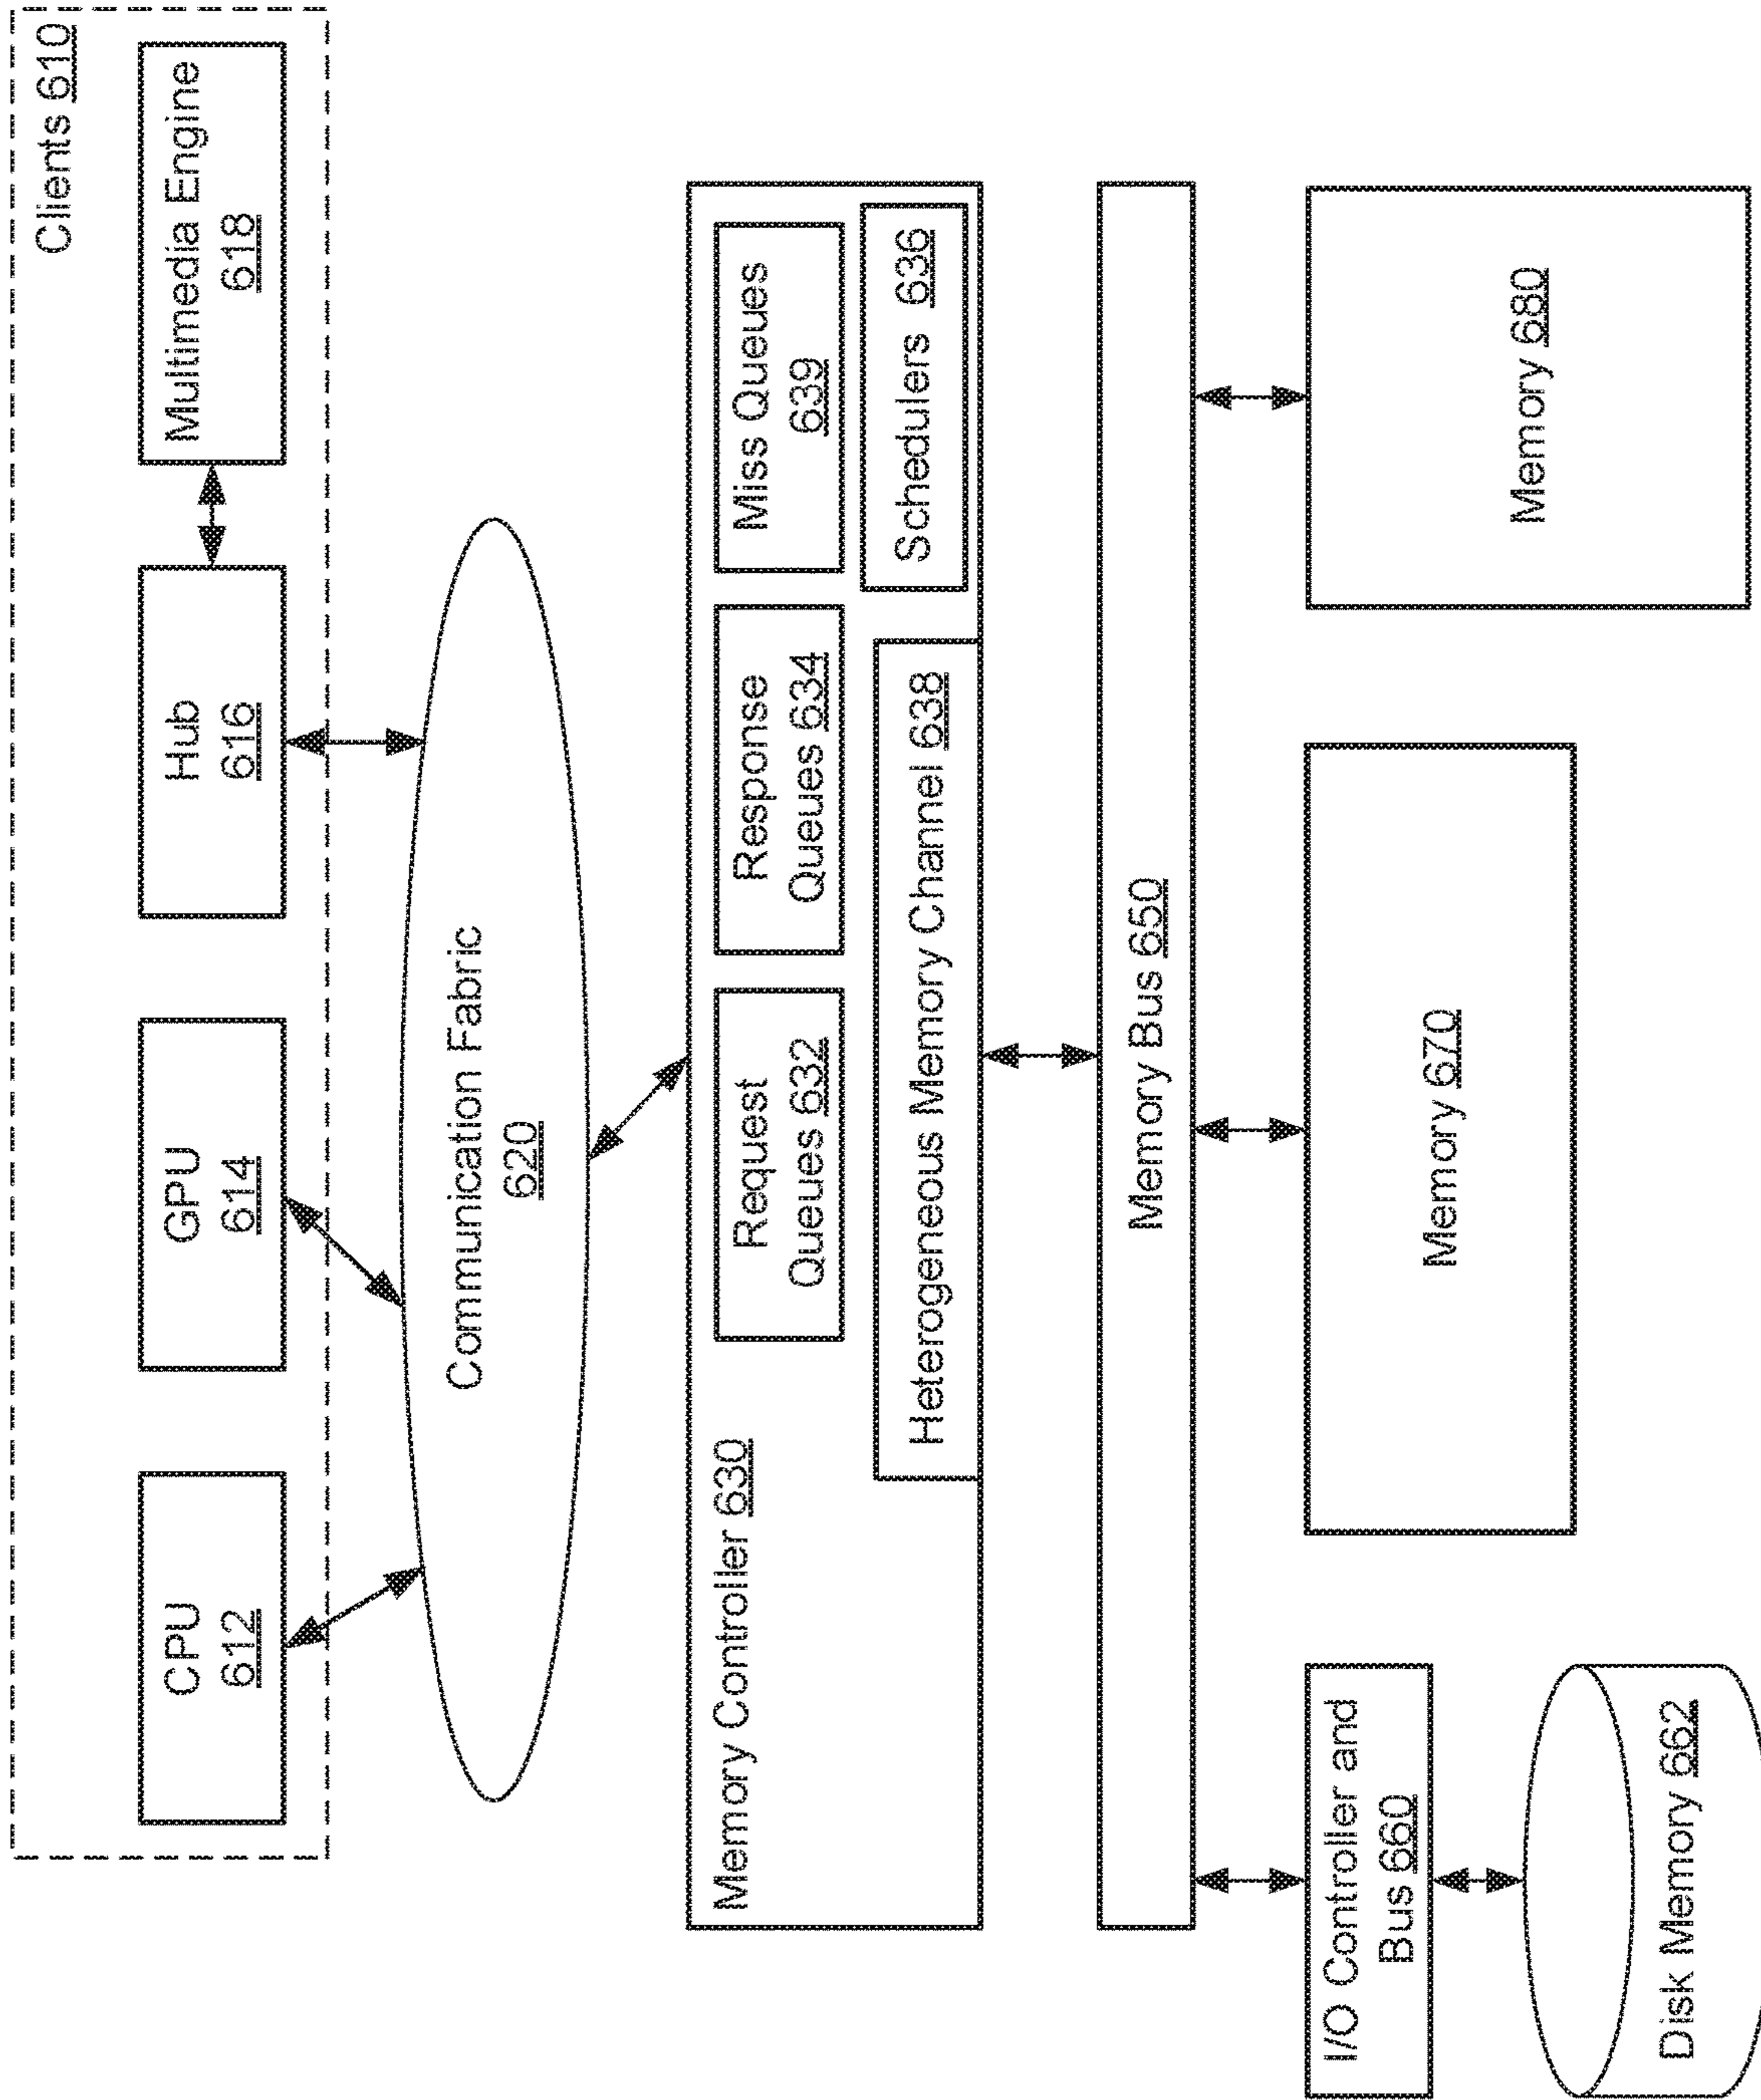 Clients 610
CPU
612
GPU
614
Hub
616
Multimedia Engine
618
Communication Fabric
620
Memory Controller 630
Request
Queues 632
Response
Queues 634
Miss Queues
639
Heterogeneous Memory Channel 638
Schedulers 636
Memory Bus 650
I/O Controller and
Bus 660
Disk Memory 662
Memory 670
Memory 680